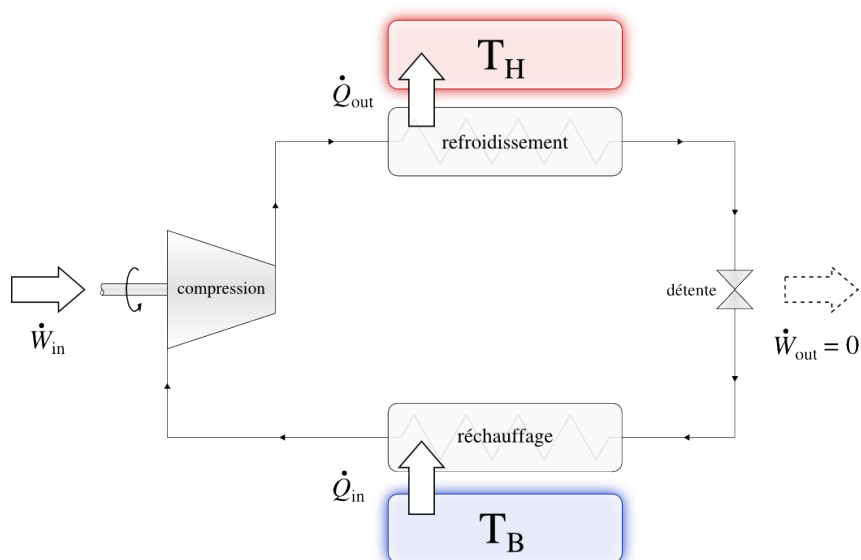 T_H
Q̇_out
refroidissement
compression
détente
Ẇ_in
Ẇ_out = 0
réchauffage
Q̇_in
T_B